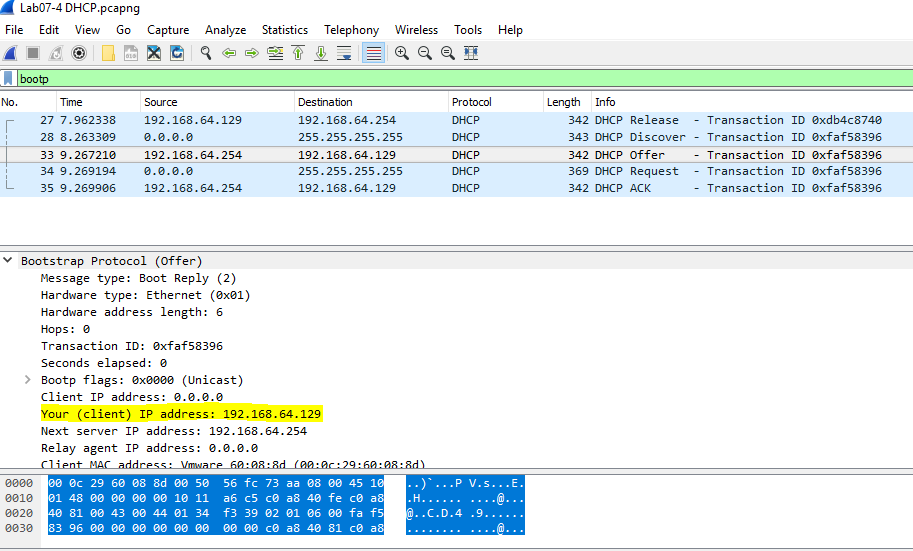 Lab07-4 DHCP.pcapng
File Edit View Go Capture Analyze Statistics Telephony Wireless Tools Help
bootp
No. Time Source Destination Protocol Length Info
27 7.962338 192.168.64.129 192.168.64.254 DHCP 342 DHCP Release - Transaction ID 0xdb4c8740
28 8.263309 0.0.0.0 255.255.255.255 DHCP 343 DHCP Discover - Transaction ID 0xfaf58396
33 9.267210 192.168.64.254 192.168.64.129 DHCP 342 DHCP Offer - Transaction ID 0xfaf58396
34 9.269194 0.0.0.0 255.255.255.255 DHCP 369 DHCP Request - Transaction ID 0xfaf58396
35 9.269906 192.168.64.254 192.168.64.129 DHCP 342 DHCP ACK - Transaction ID 0xfaf58396
Bootstrap Protocol (Offer)
Message type: Boot Reply (2)
Hardware type: Ethernet (0x01)
Hardware address length: 6
Hops: 0
Transaction ID: 0xfaf58396
Seconds elapsed: 0
Bootp flags: 0x0000 (Unicast)
Client IP address: 0.0.0.0
Your (client) IP address: 192.168.64.129
Next server IP address: 192.168.64.254
Relay agent IP address: 0.0.0.0
Client MAC address: Vmware_60:08:8d (00:0c:29:60:08:8d)
0000 00 0c 29 60 08 8d 00 50 56 fc 73 aa 08 00 45 10 ..)`...P V.s...E.
0010 01 48 00 00 00 00 10 11 a6 c5 c0 a8 40 fe c0 a8 .H...... ....@...
0020 40 81 00 43 00 44 01 34 f3 39 02 01 06 00 fa f5 @..C.D.4 .9......
0030 83 96 00 00 00 00 00 00 00 00 c0 a8 40 81 c0 a8 ........ ....@...